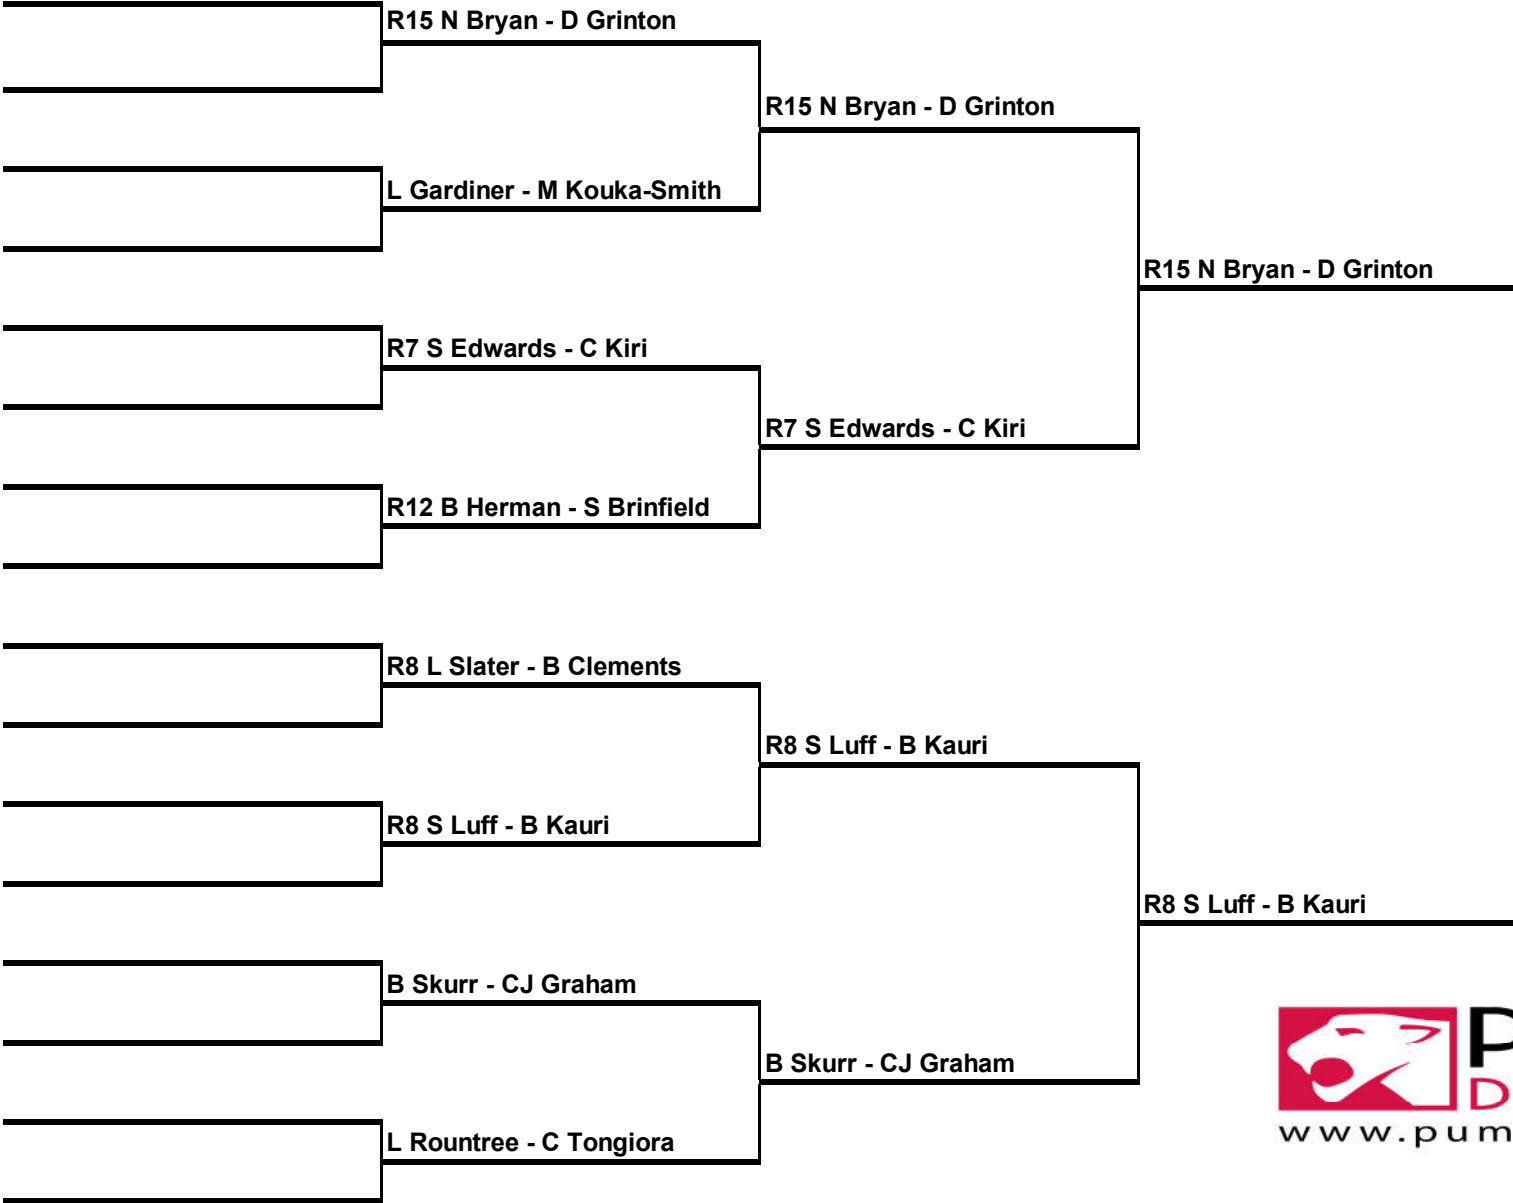 R15 N Bryan - D Grinton
R15 N Bryan - D Grinton
L Gardiner - M Kouka-Smith
R15 N Bryan - D Grinton
R7 S Edwards - C Kiri
R7 S Edwards - C Kiri
R12 B Herman - S Brinfield
R8 L Slater - B Clements
R8 S Luff - B Kauri
R8 S Luff - B Kauri
R8 S Luff - B Kauri
B Skurr - CJ Graham
B Skurr - CJ Graham
L Rountree - C Tongiora
P
D
www.pum